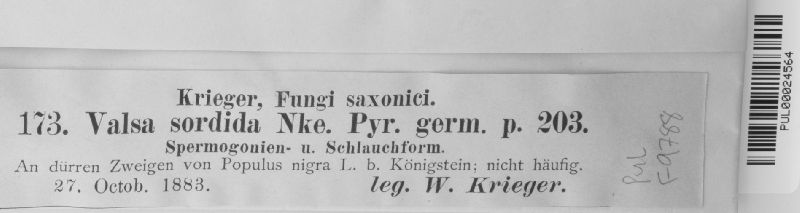 Krieger, Fungi saxonici.
173. Valsa sordida Nke. Pyr. germ. p. 203.
Spermogonien- u. Schlauchform.
An dürren Zweigen von Populus nigra L. b. Königstein; nicht häufig.
27. Octob. 1883. leg. W. Krieger.
PUL
F9788
PUL00024564